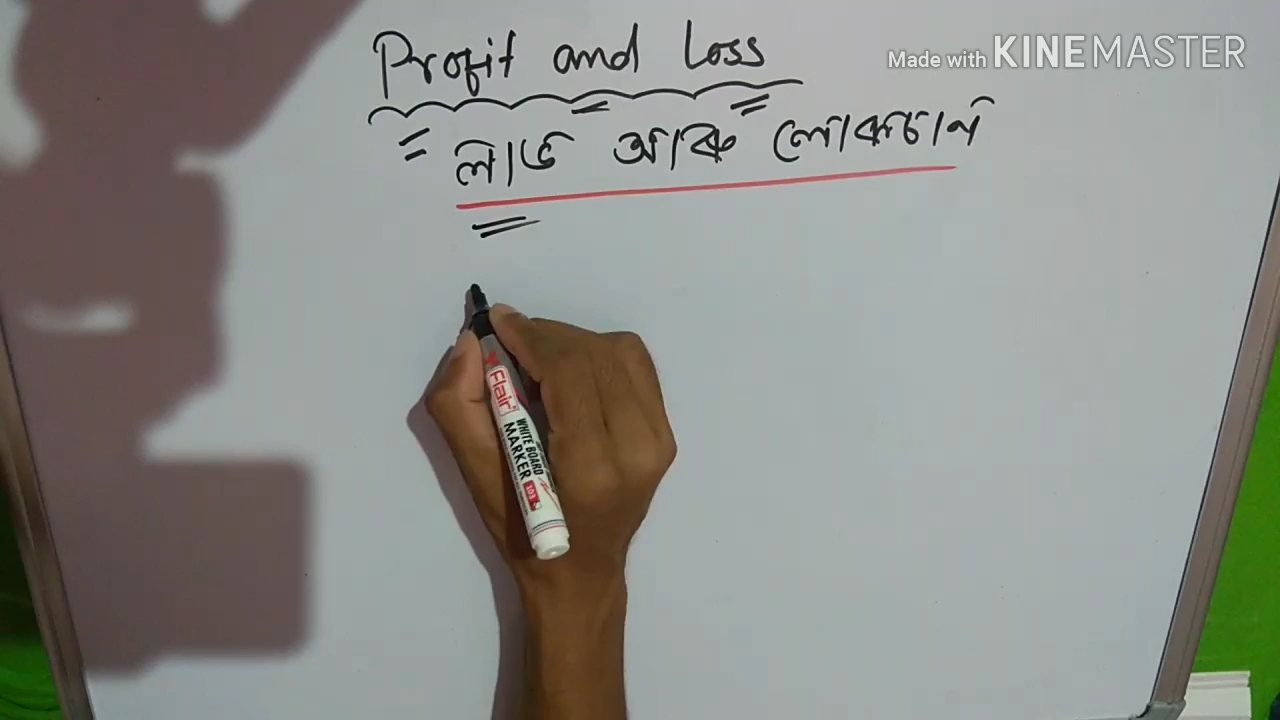 Profit and Loss
Made with KINEMASTER
লাভ আৰু লোকচান
Flair
WHITE BOARD
MARKER